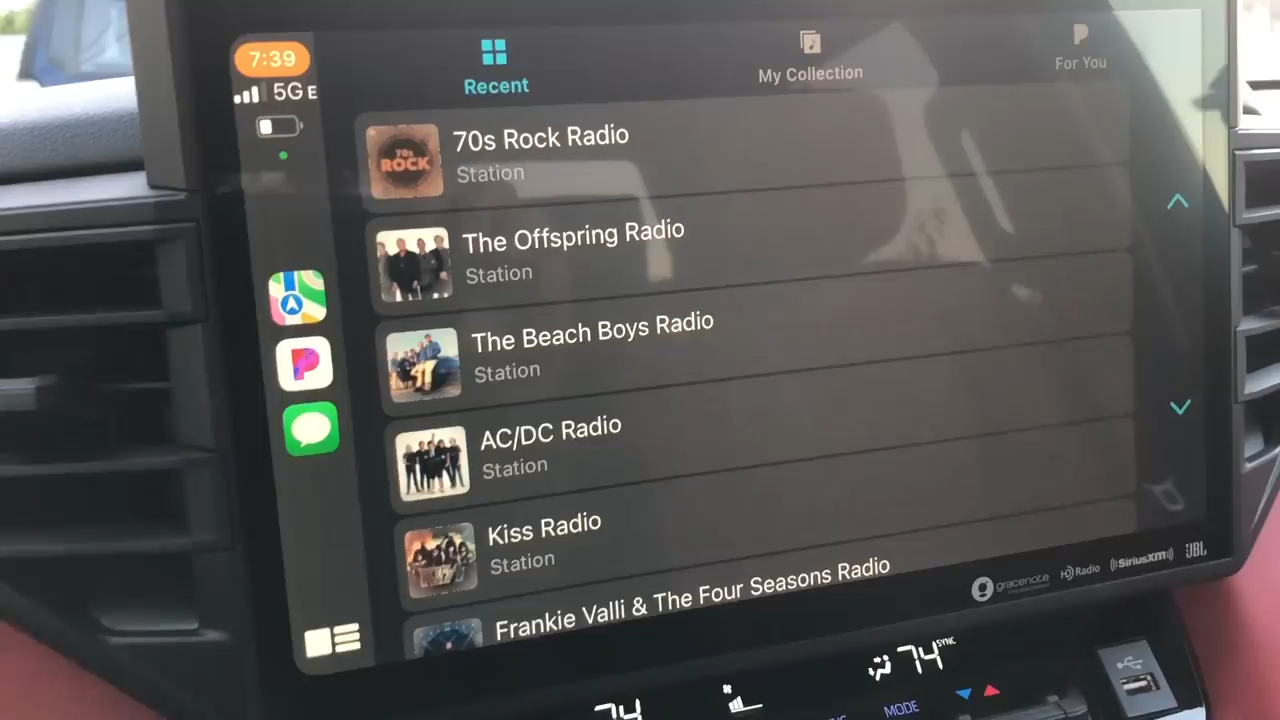 7:39
5G E
Recent
My Collection
For You
70s Rock Radio
Station
The Offspring Radio
Station
The Beach Boys Radio
Station
AC/DC Radio
Station
Kiss Radio
Station
Frankie Valli & The Four Seasons Radio
70s
ROCK
gracenote
HD Radio
SiriusXM
JBL
74
74
SYNC
MODE